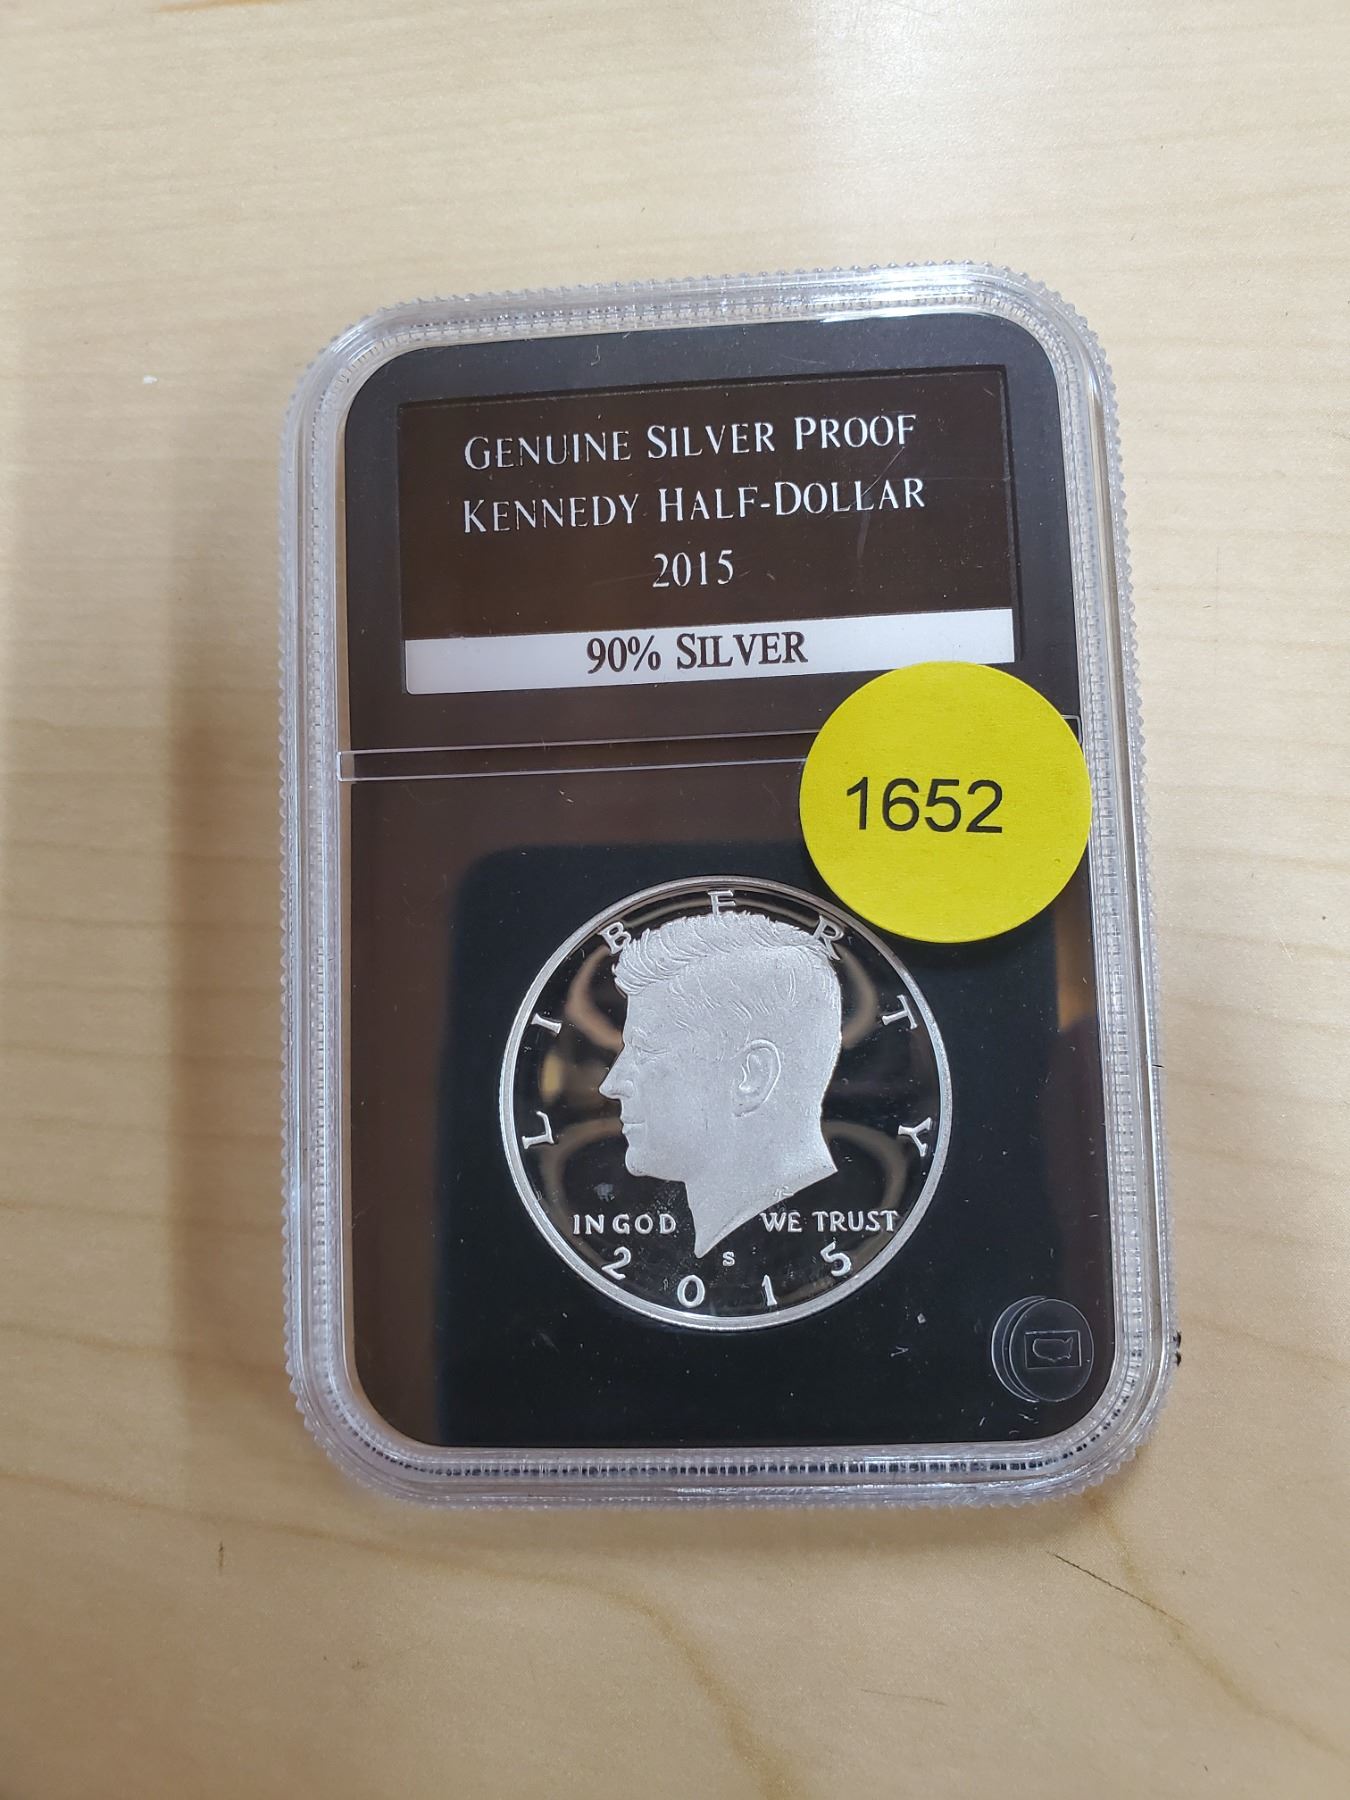 GENUINE SILVER PROOF
KENNEDY HALF-DOLLAR
2015
90% SILVER
1652
LIBERTY
IN GOD WE TRUST
S
2015